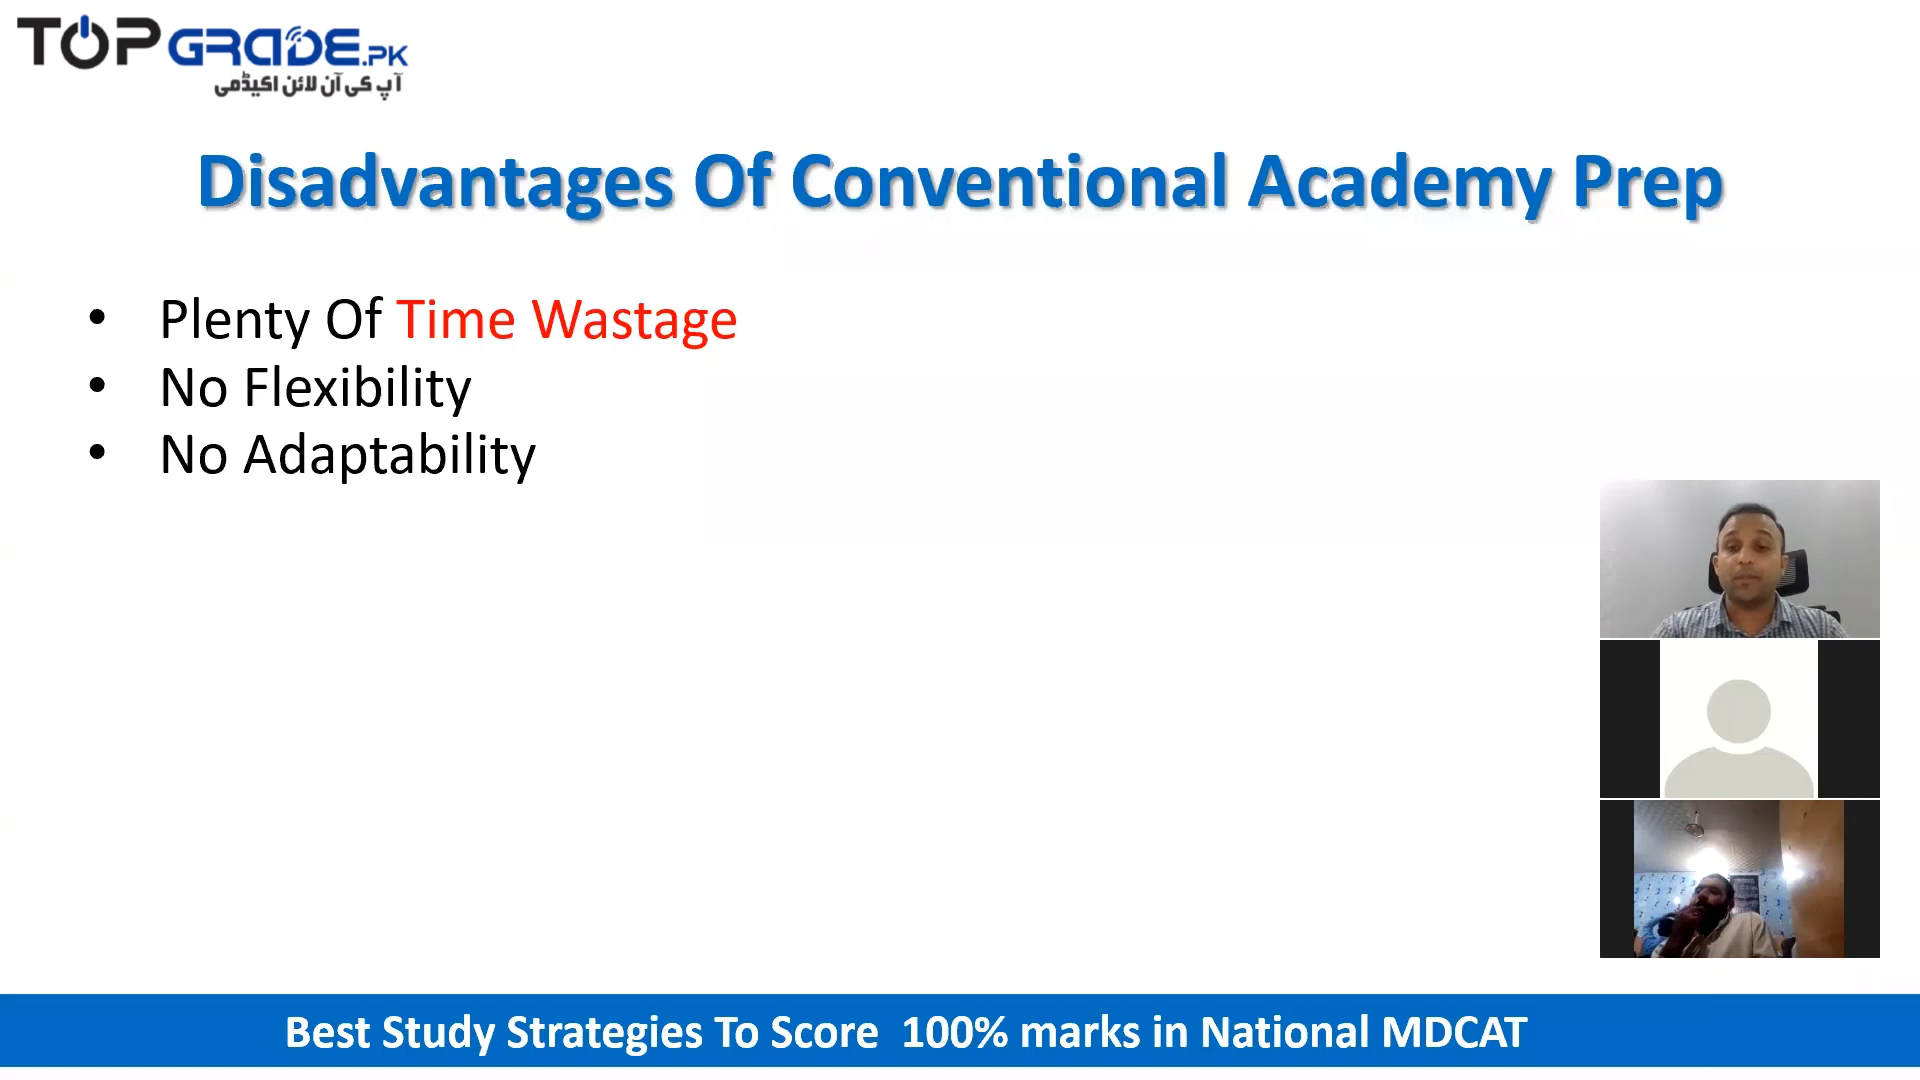 TOPGRADE.PK
آپ کی آن لائن اکیڈمی
Disadvantages Of Conventional Academy Prep
• Plenty Of Time Wastage
• No Flexibility
• No Adaptability
Best Study Strategies To Score 100% marks in National MDCAT